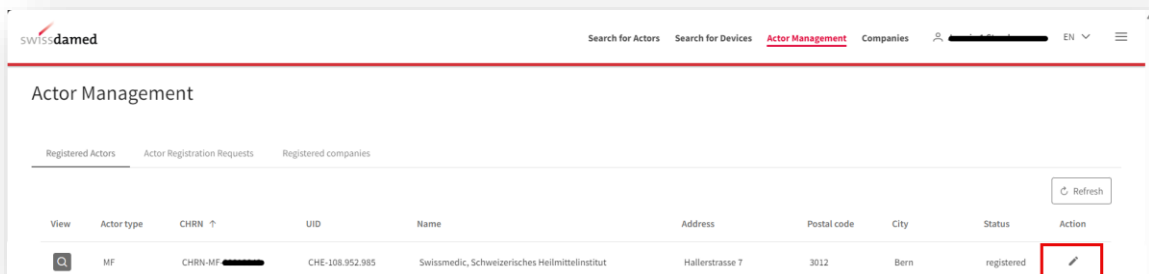 swissdamed
Search for Actors Search for Devices Actor Management Companies EN
Actor Management
Registered Actors Actor Registration Requests Registered companies
Refresh
View Actor type CHRN ↑ UID Name Address Postal code City Status Action
MF CHRN-MF- CHE-108.952.985 Swissmedic, Schweizerisches Heilmittelinstitut Hallerstrasse 7 3012 Bern registered